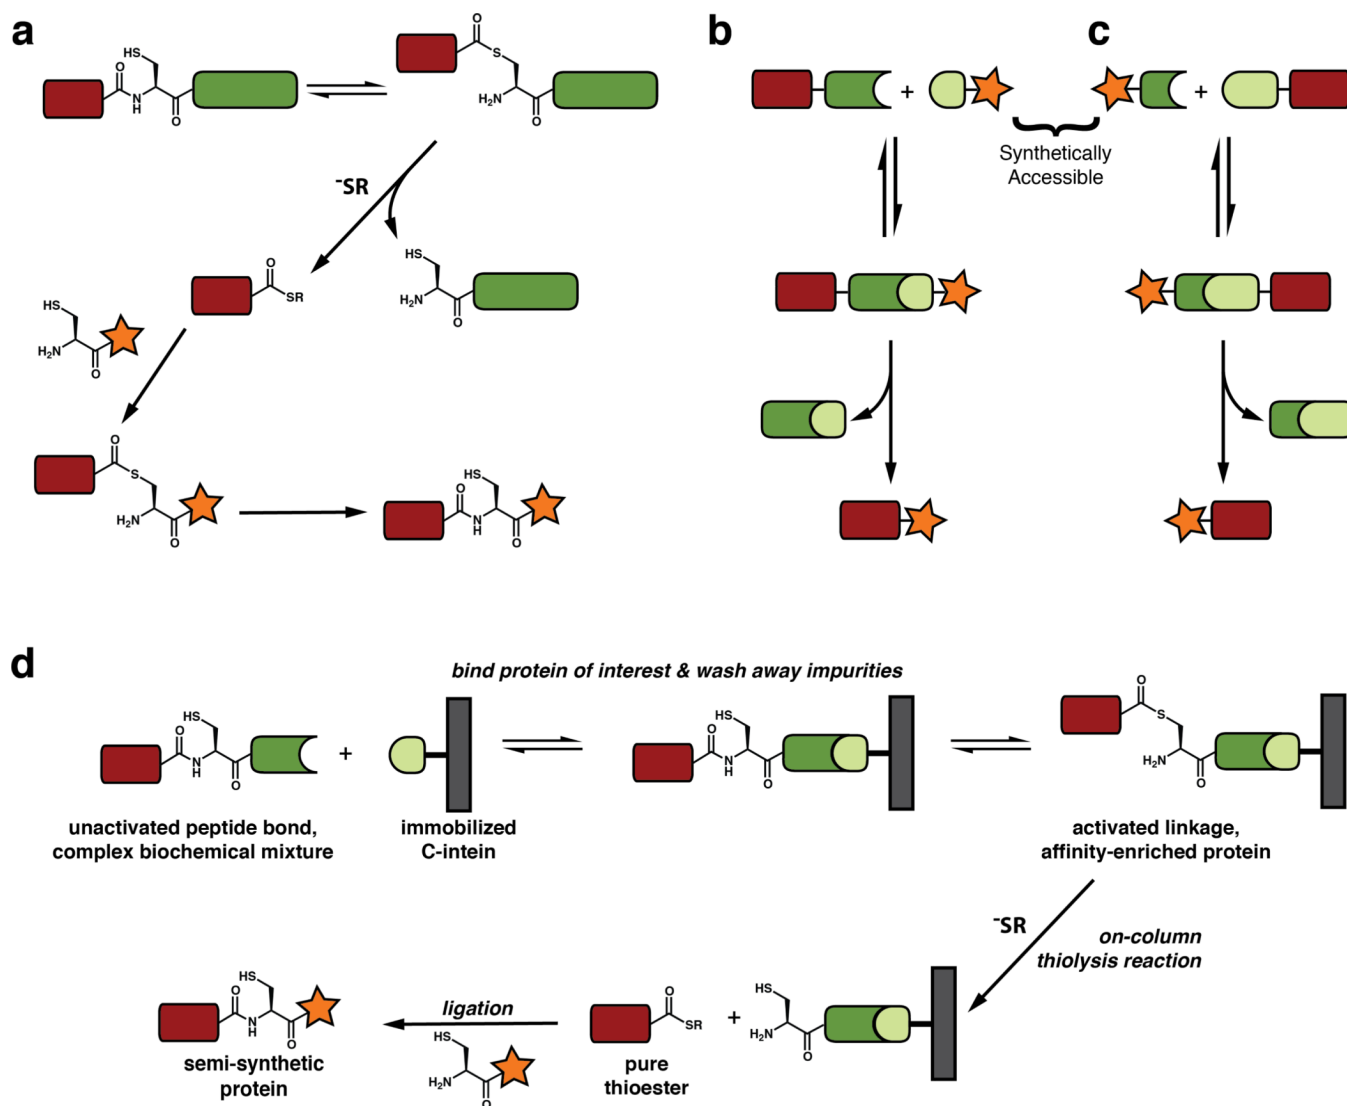 a
HS
O
N
H
O
O
S
H₂N
O
⁻SR
O
SR
HS
H₂N
O
HS
H₂N
O
O
S
H₂N
O
HS
O
N
H
O
b
+
c
+
Synthetically
Accessible
d
bind protein of interest & wash away impurities
HS
O
N
H
O
+
unactivated peptide bond,
complex biochemical mixture
immobilized
C-intein
HS
O
N
H
O
O
S
H₂N
O
activated linkage,
affinity-enriched protein
⁻SR
on-column
thiolysis reaction
HS
O
N
H
O
semi-synthetic
protein
ligation
HS
H₂N
O
O
SR
pure
thioester
+
HS
H₂N
O